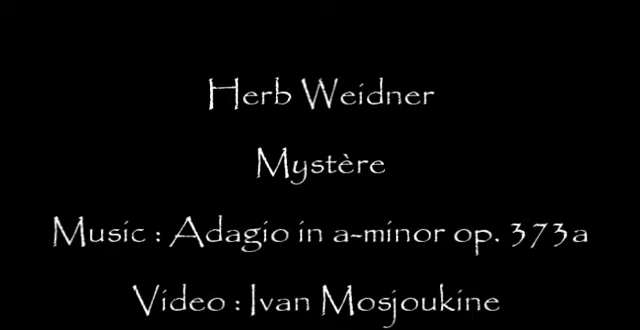 Herb Weidner
Mystère
Music : Adagio in a-minor op. 373a
Video : Ivan Mosjoukine